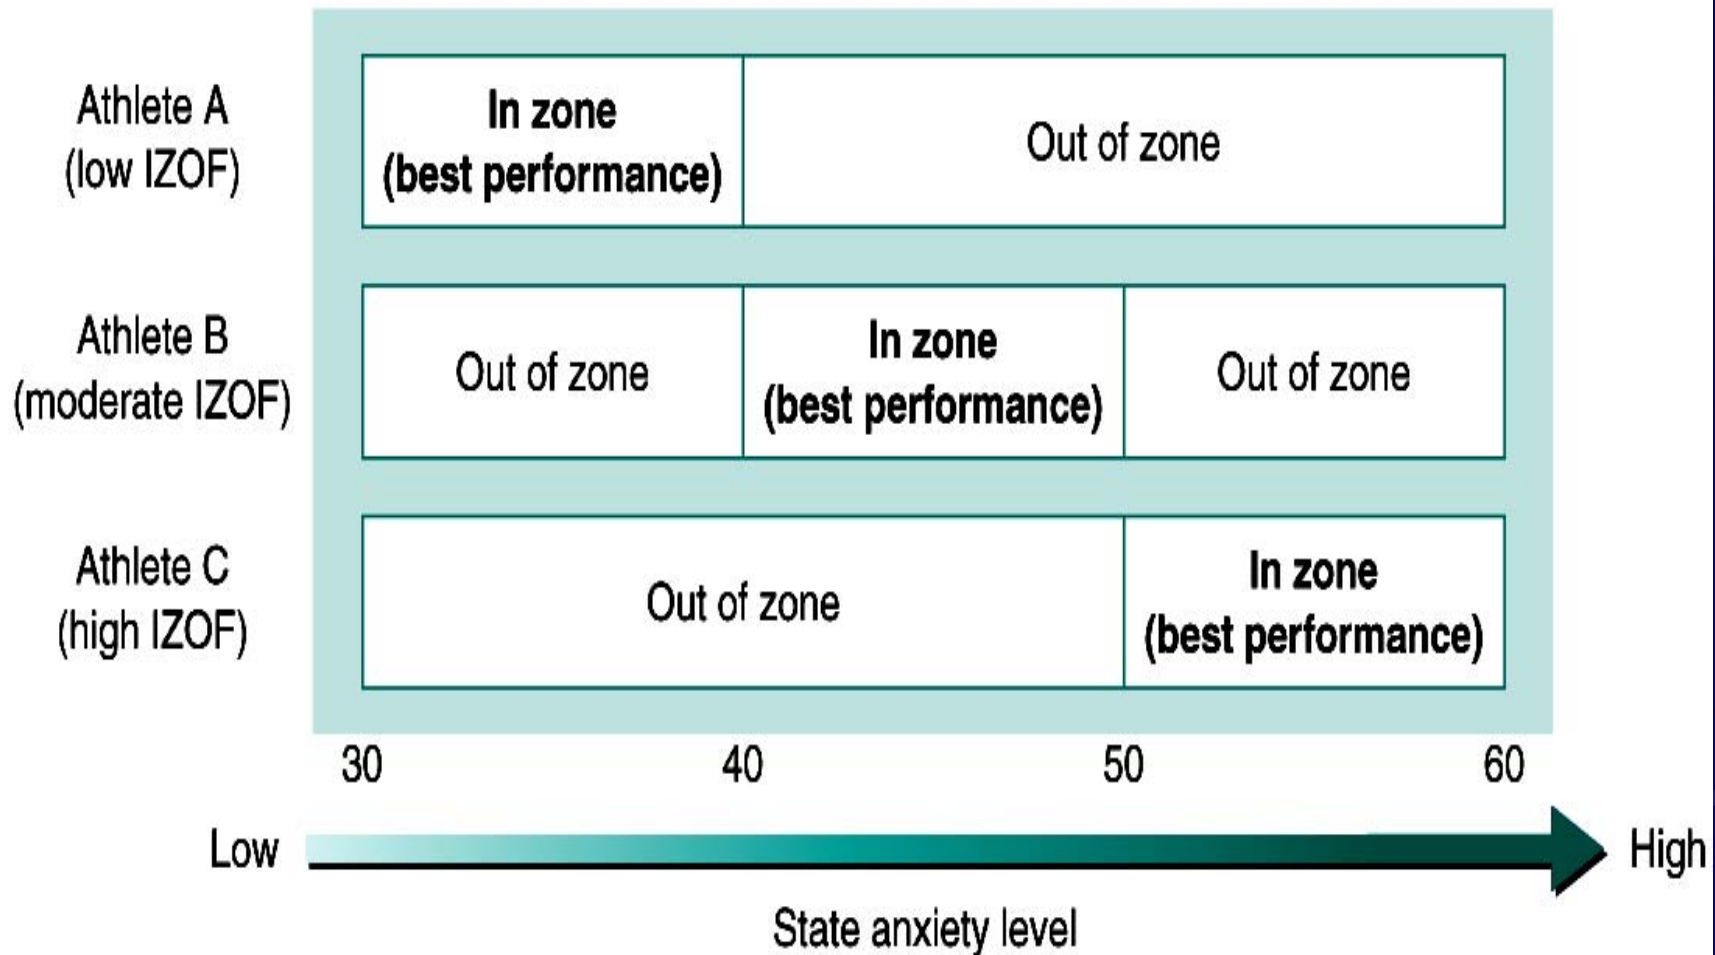 Athlete A
(low IZOF)
In zone
(best performance)
Out of zone
Athlete B
(moderate IZOF)
Out of zone
In zone
(best performance)
Out of zone
Athlete C
(high IZOF)
Out of zone
In zone
(best performance)
30 40 50 60
Low High
State anxiety level